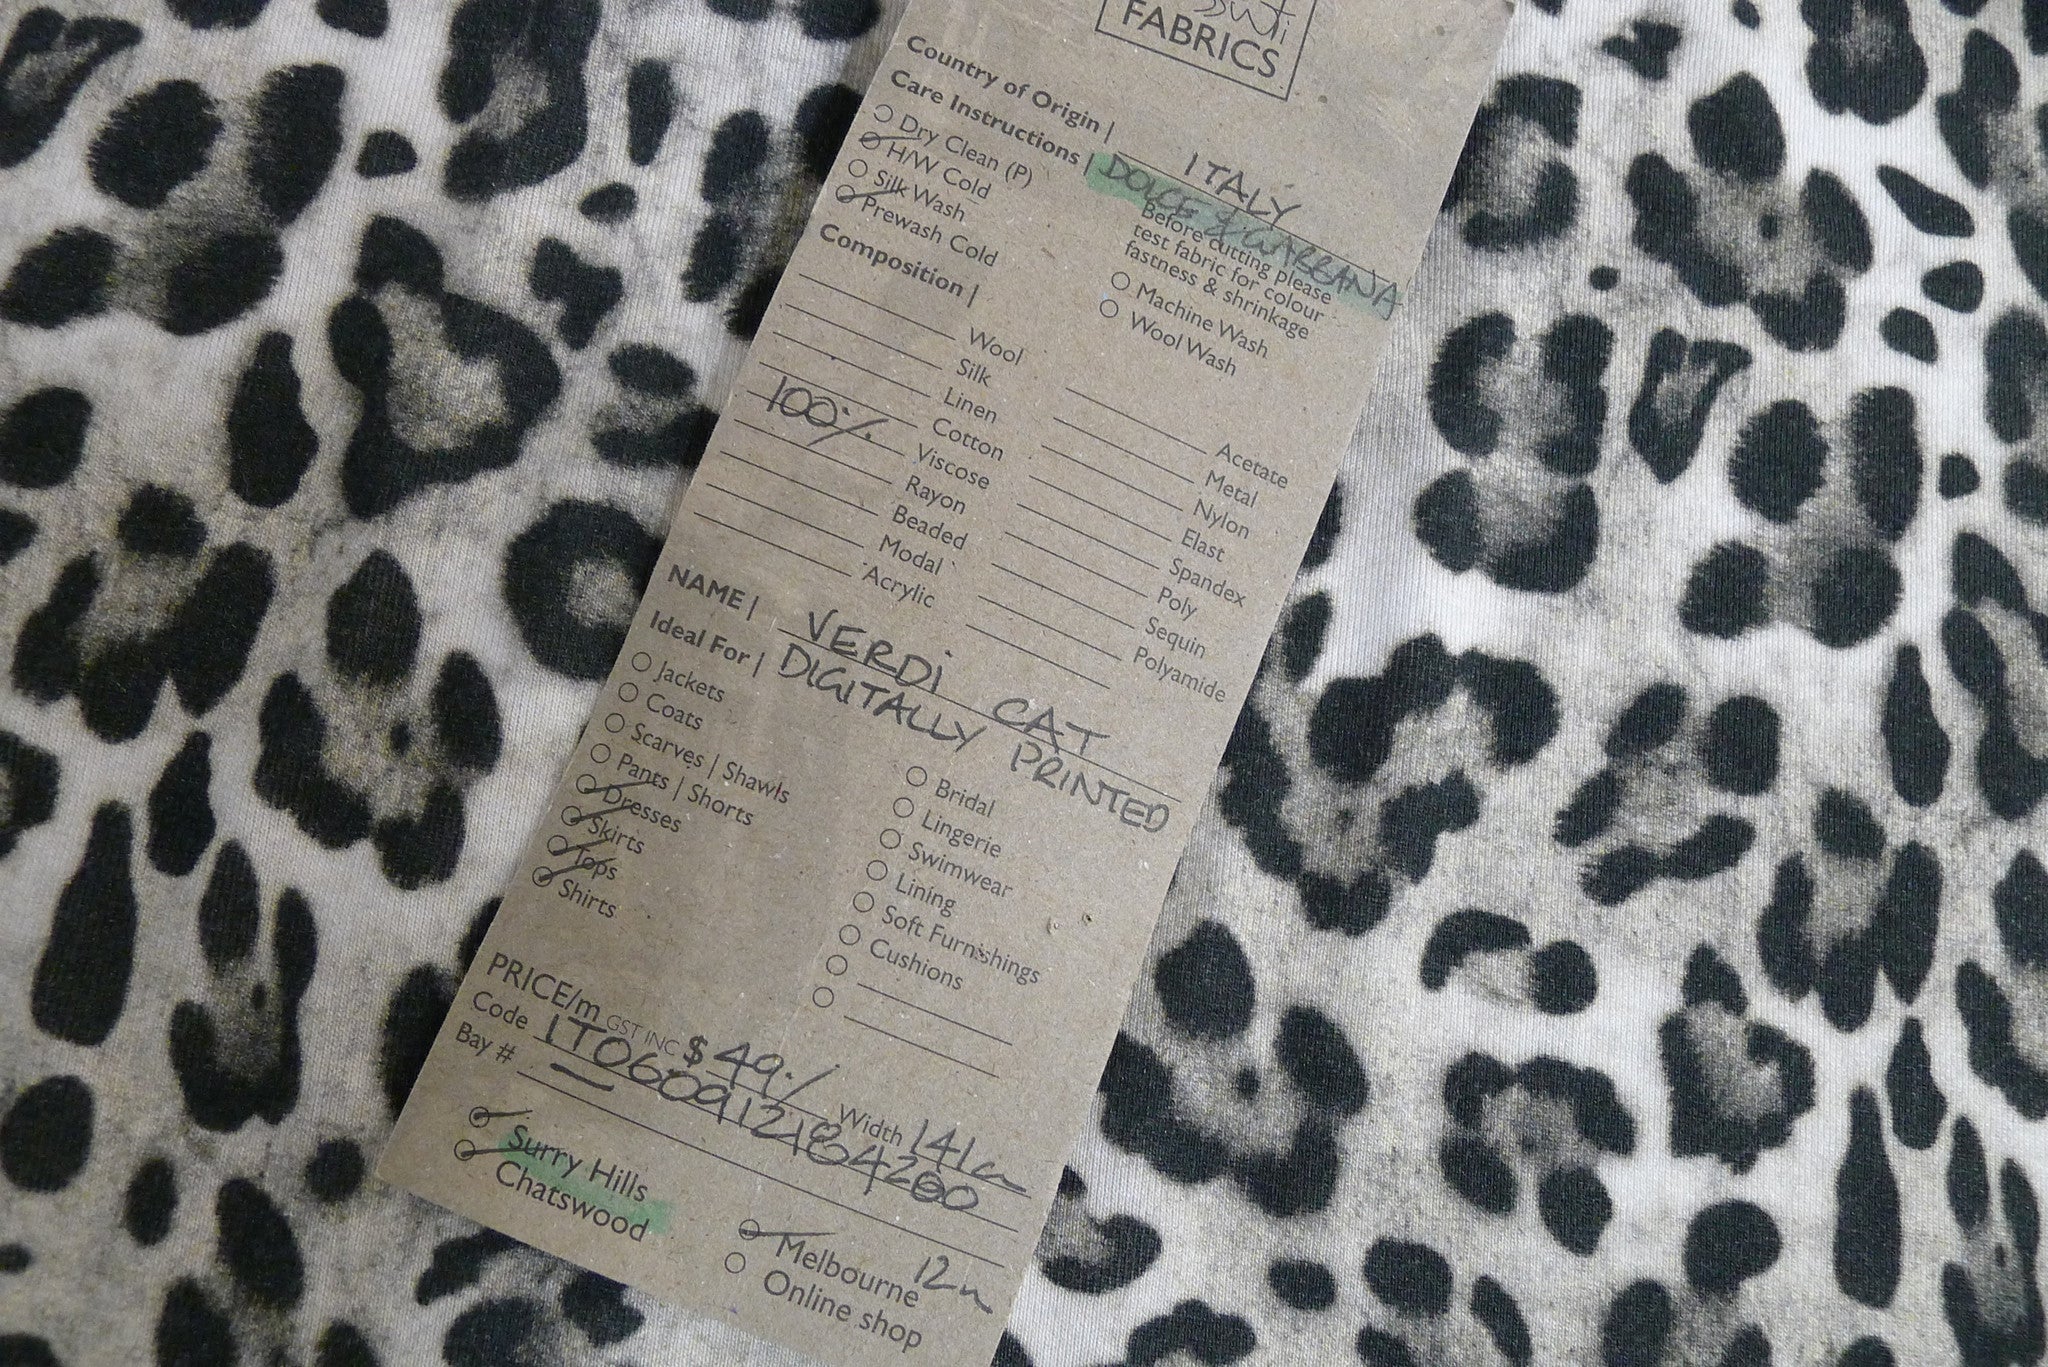 FABRICS
Country of Origin | ITALY
Care Instructions | DOLCE & GABBANA
Dry Clean (P)
H/W Cold
Silk Wash
Prewash Cold
Before cutting please
test fabric for colour
fastness & shrinkage
Machine Wash
Wool Wash
Composition |
Wool
Silk
Linen
Cotton
100% Viscose
Rayon
Beaded
Modal
Acrylic
Acetate
Metal
Nylon
Elast
Spandex
Poly
Sequin
Polyamide
NAME | VERDI CAT
Ideal For | DIGITALLY PRINTED
Jackets
Coats
Scarves | Shawls
Pants | Shorts
Dresses
Skirts
Tops
Shirts
Bridal
Lingerie
Swimwear
Lining
Soft Furnishings
Cushions
PRICE/m GST INC $49./ Width 141cm
Code IT060912184200
Bay # —
Surry Hills
Chatswood
Melbourne 12m
Online shop